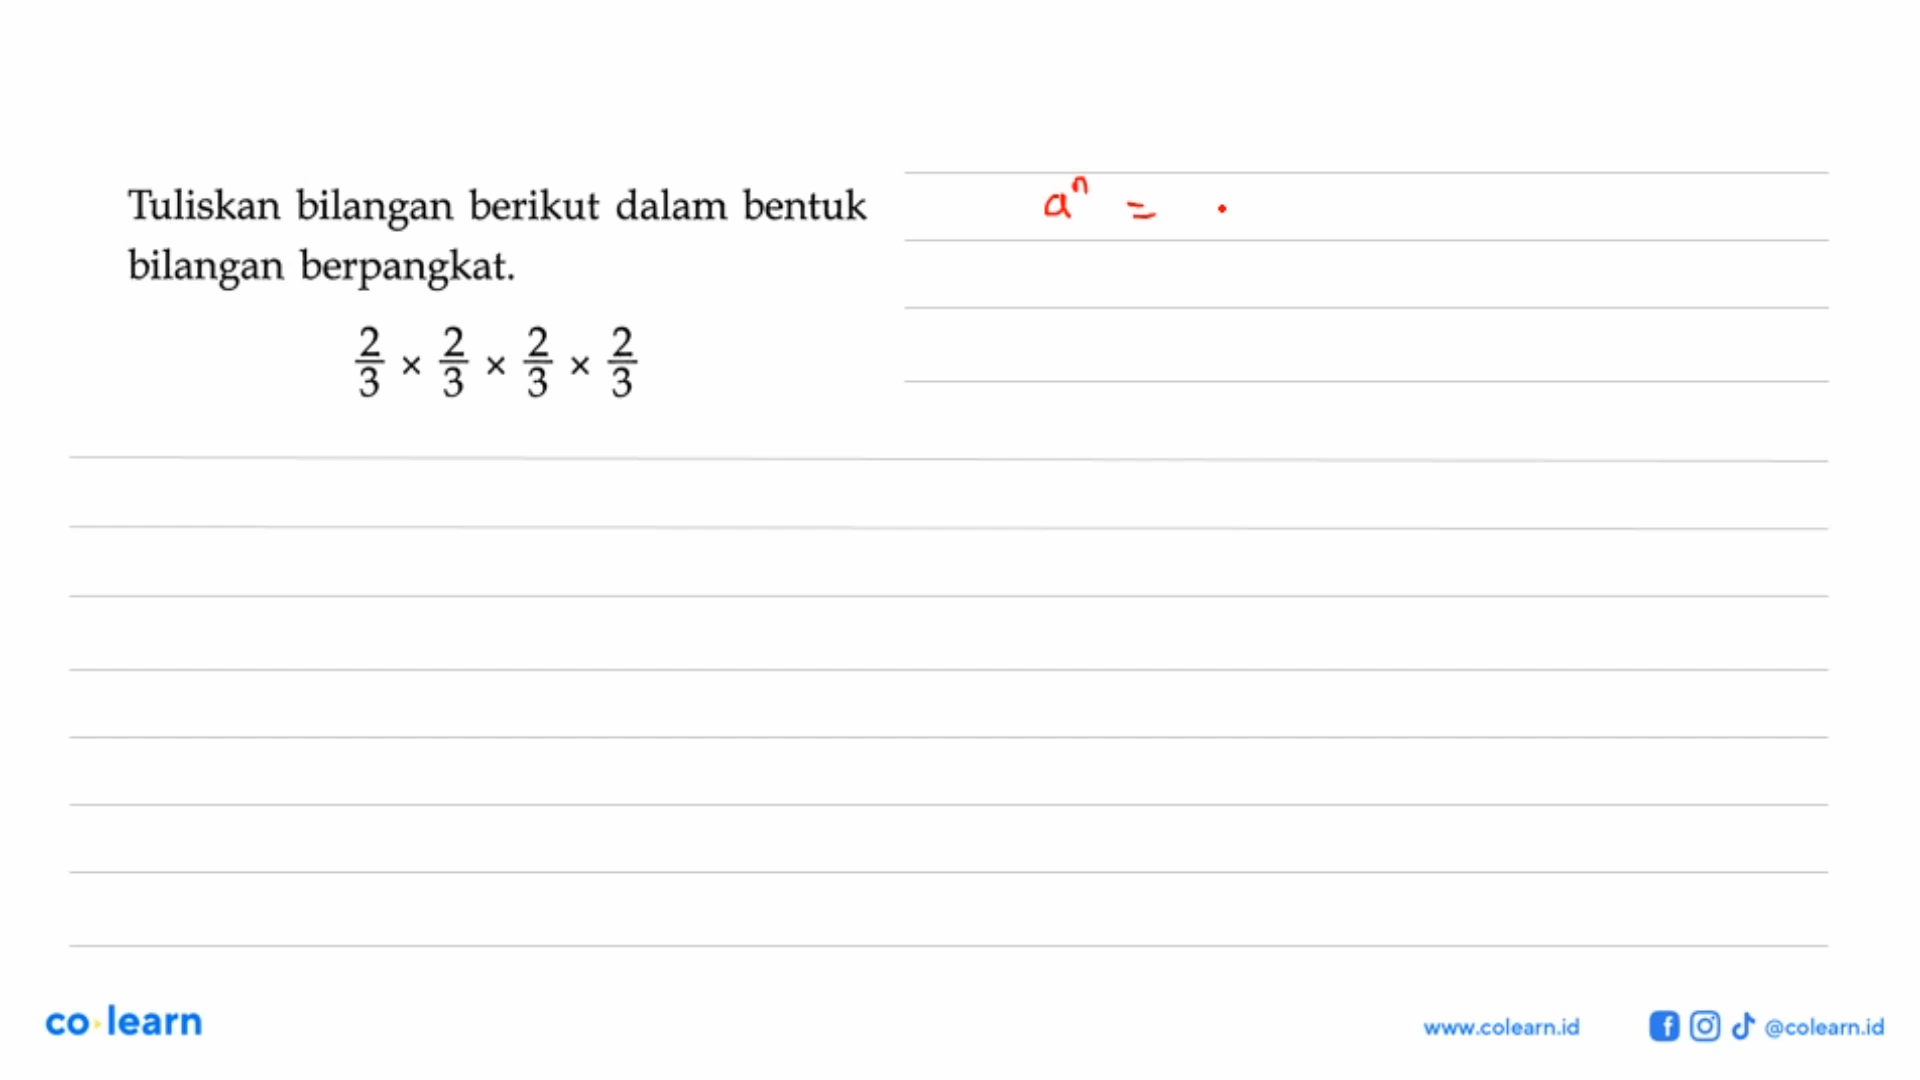 Tuliskan bilangan berikut dalam bentuk
bilangan berpangkat.
2/3 × 2/3 × 2/3 × 2/3
aⁿ = .
co learn
www.colearn.id
@colearn.id